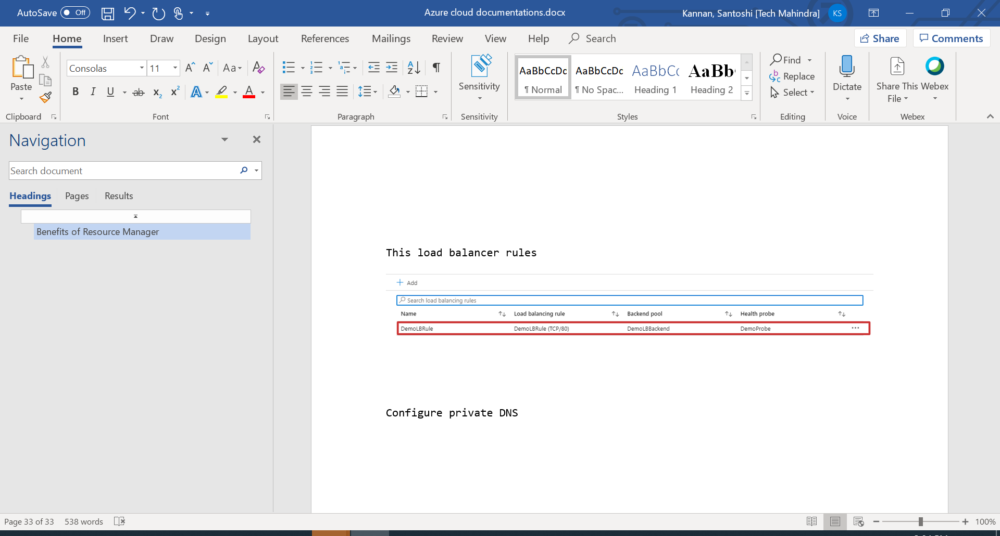 AutoSave Off Azure cloud documentations.docx Kannan, Santoshi [Tech Mahindra] KS
File Home Insert Draw Design Layout References Mailings Review View Help Search Share Comments
Paste
Clipboard
Consolas 11
Font
Paragraph
Sensitivity
Sensitivity
AaBbCcDc AaBbCcDc AaBbCc AaBb
¶ Normal ¶ No Spac... Heading 1 Heading 2
Styles
Find
Replace
Select
Editing
Dictate
Voice
Share This File
Webex
Webex
Navigation
Search document
Headings Pages Results
Benefits of Resource Manager
This load balancer rules
Add
Search load balancing rules
Name Load balancing rule Backend pool Health probe
DemoLBRule DemoLBRule (TCP/80) DemoLBBackend DemoProbe
Configure private DNS
Page 33 of 33 538 words 100%